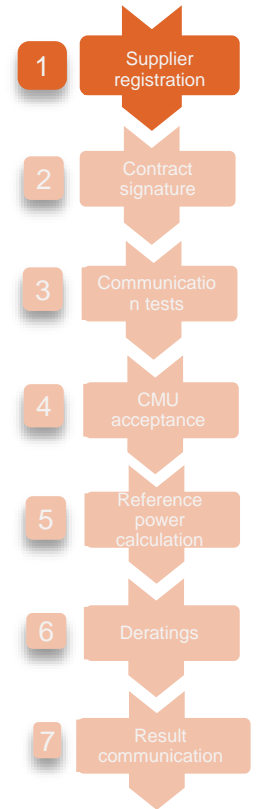 1
Supplier
registration
2
Contract
signature
3
Communicatio
n tests
4
CMU
acceptance
5
Reference
power
calculation
6
Deratings
7
Result
communication